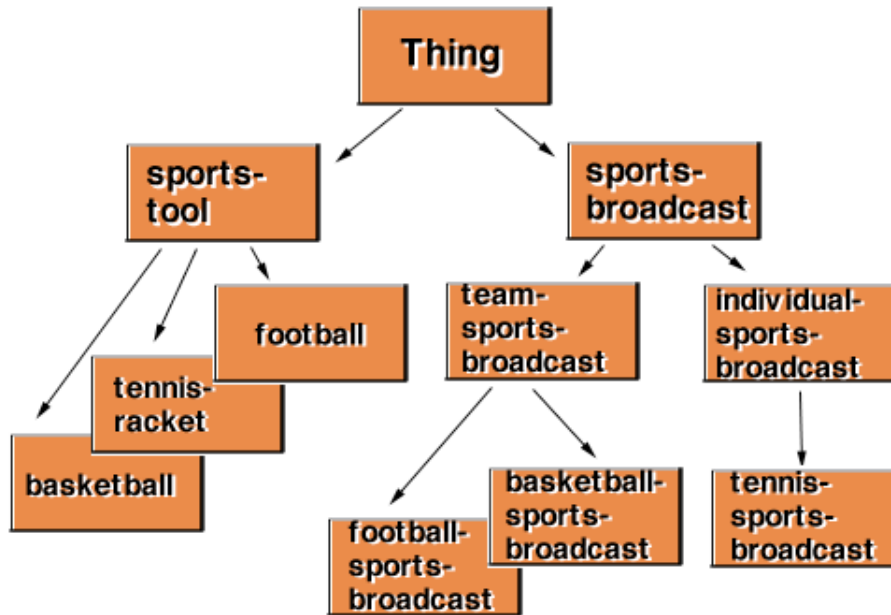 Thing
sports-
tool
sports-
broadcast
football
team-
sports-
broadcast
individual-
sports-
broadcast
tennis-
racket
basketball
football-
sports-
broadcast
basketball-
sports-
broadcast
tennis-
sports-
broadcast